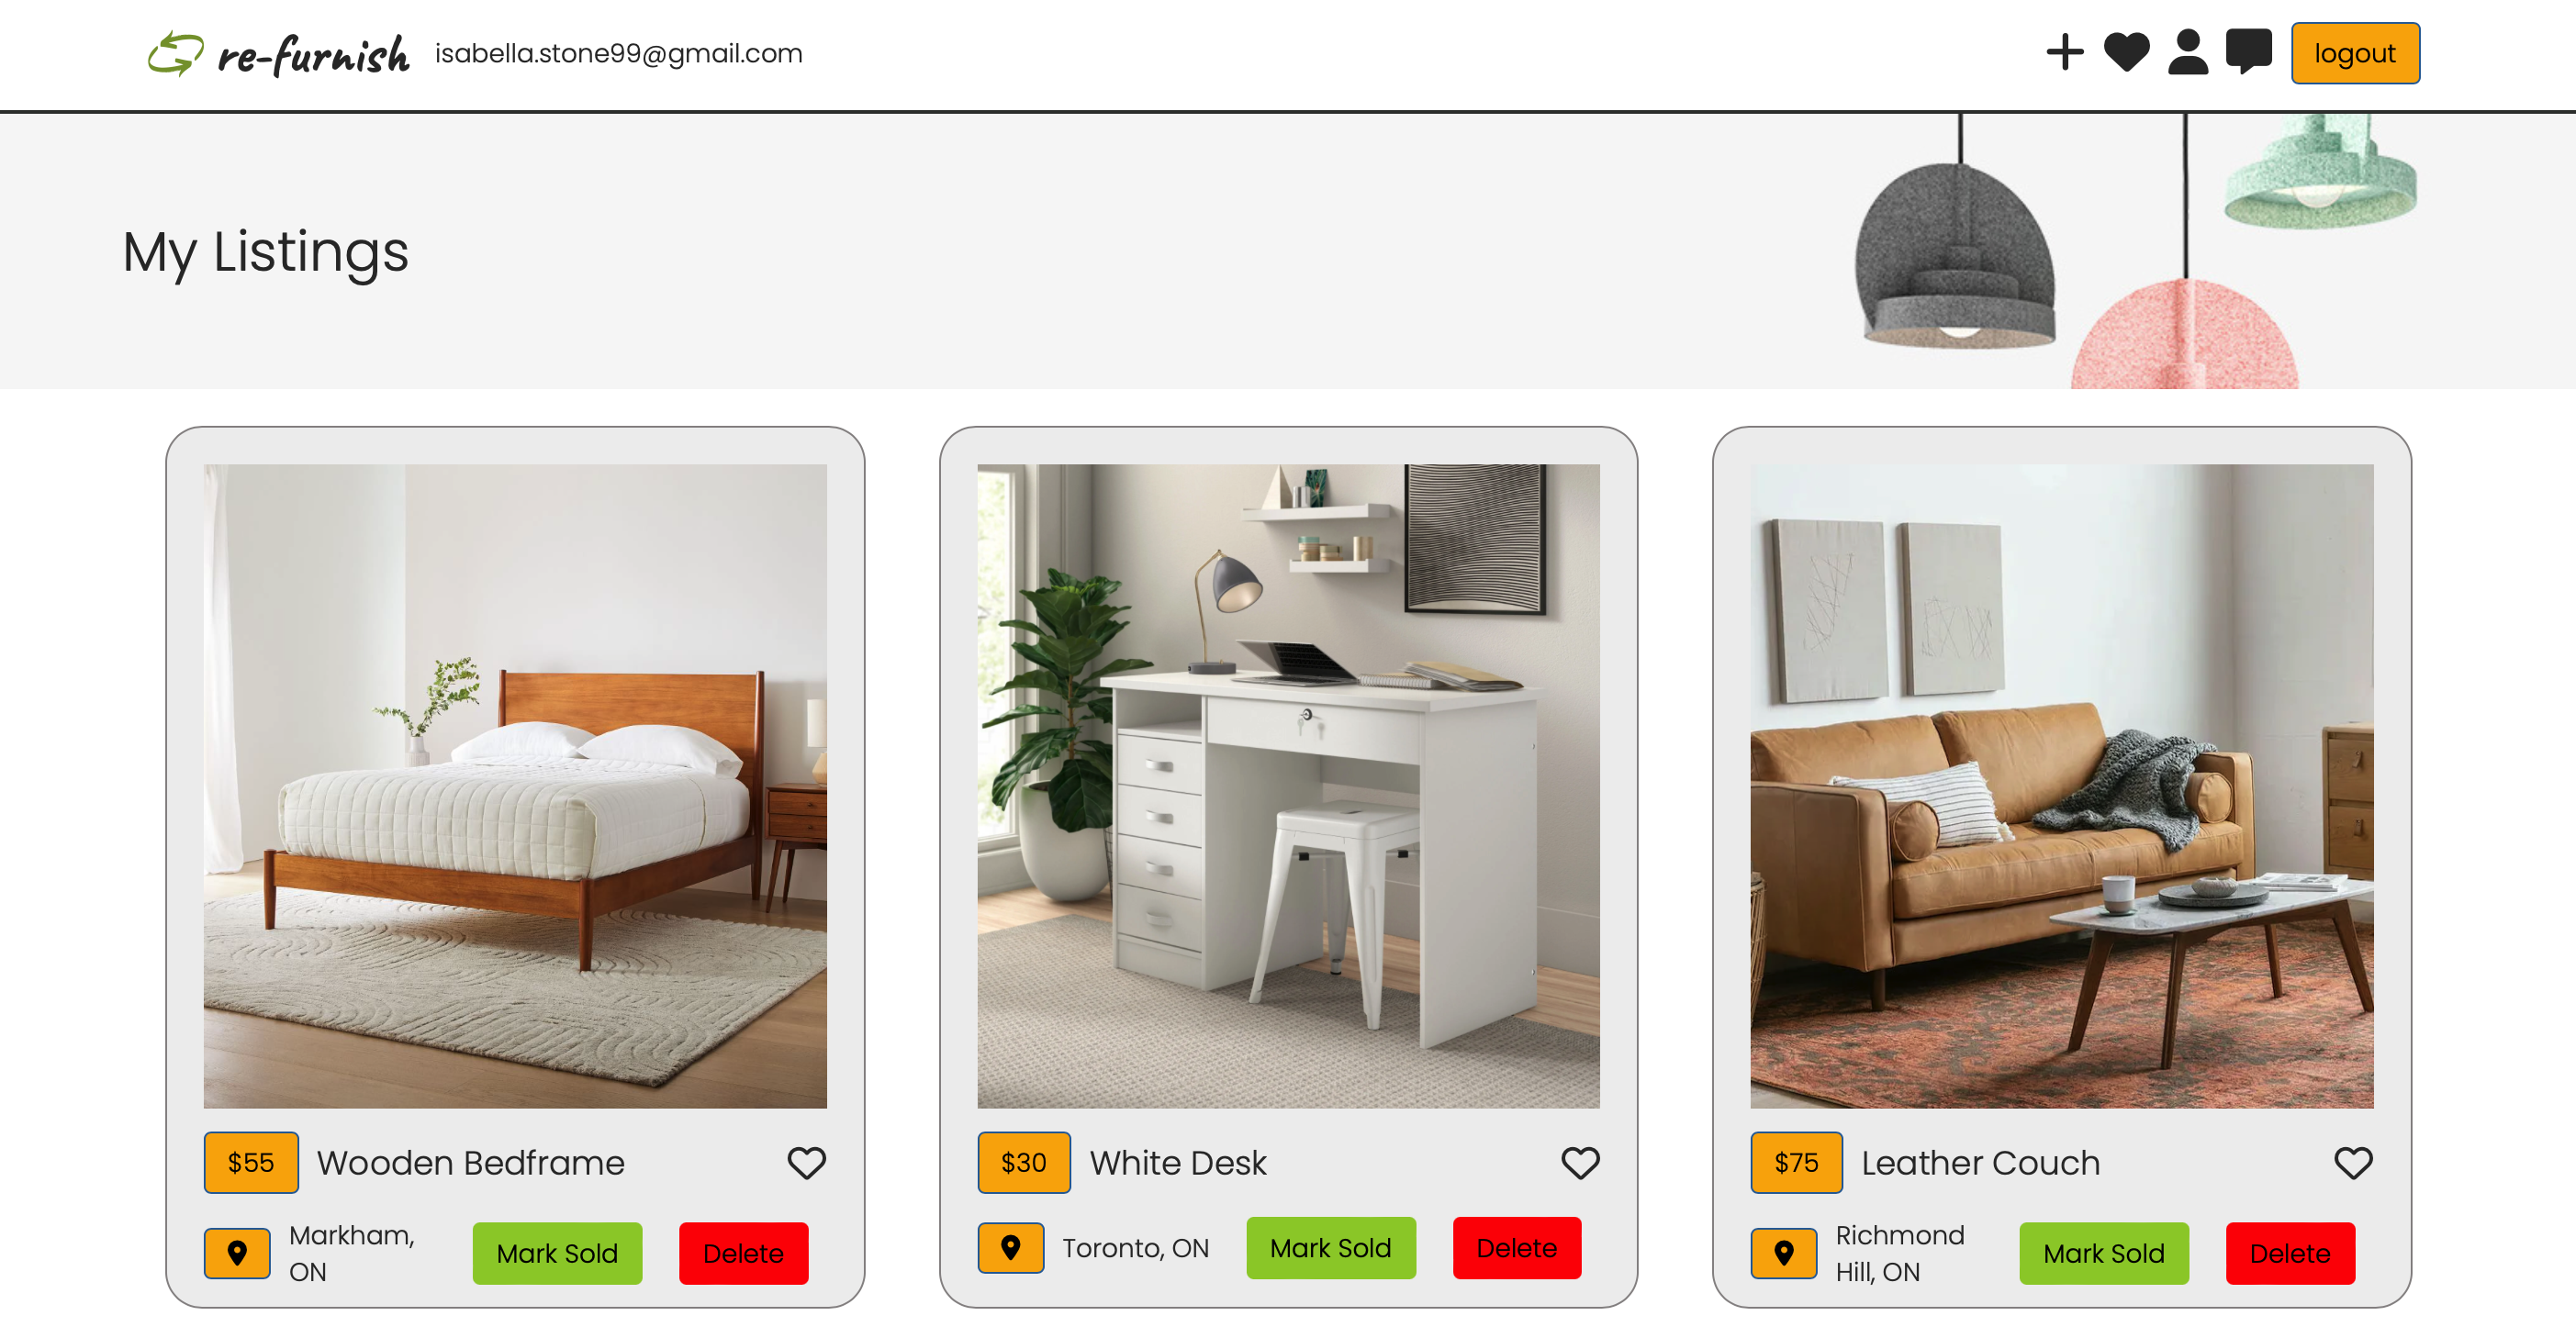 re-furnish isabella.stone99@gmail.com logout
My Listings
$55 Wooden Bedframe
Markham,
ON
Mark Sold Delete
$30 White Desk
Toronto, ON Mark Sold Delete
$75 Leather Couch
Richmond
Hill, ON
Mark Sold Delete